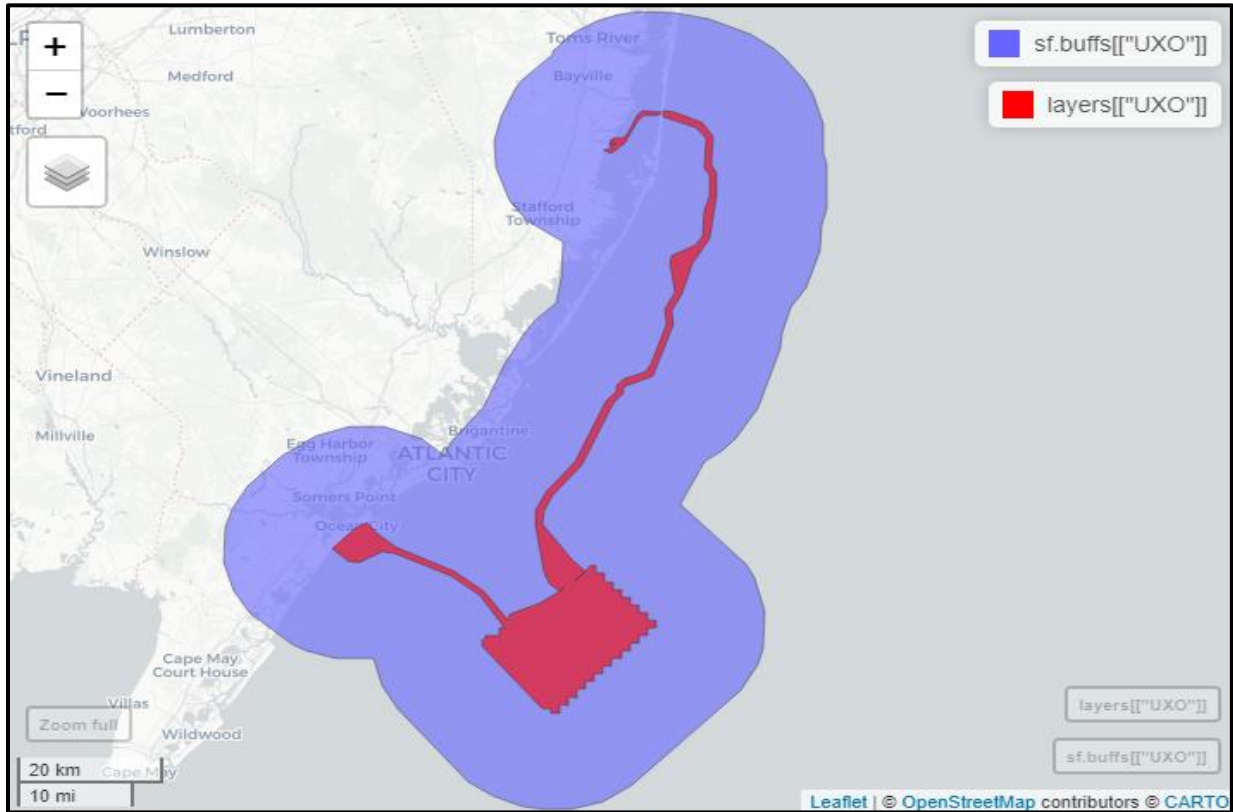 +
−
Lumberton
Medford
Voorhees
tford
Winslow
Vineland
Millville
Toms River
Bayville
Stafford
Township
Brigantine
Egg Harbor
Township
ATLANTIC
CITY
Somers Point
Ocean City
Cape May
Court House
Villas
Wildwood
Cape May
sf.buffs[["UXO"]]
layers[["UXO"]]
Zoom full
20 km
10 mi
layers[["UXO"]]
sf.buffs[["UXO"]]
Leaflet | © OpenStreetMap contributors © CARTO